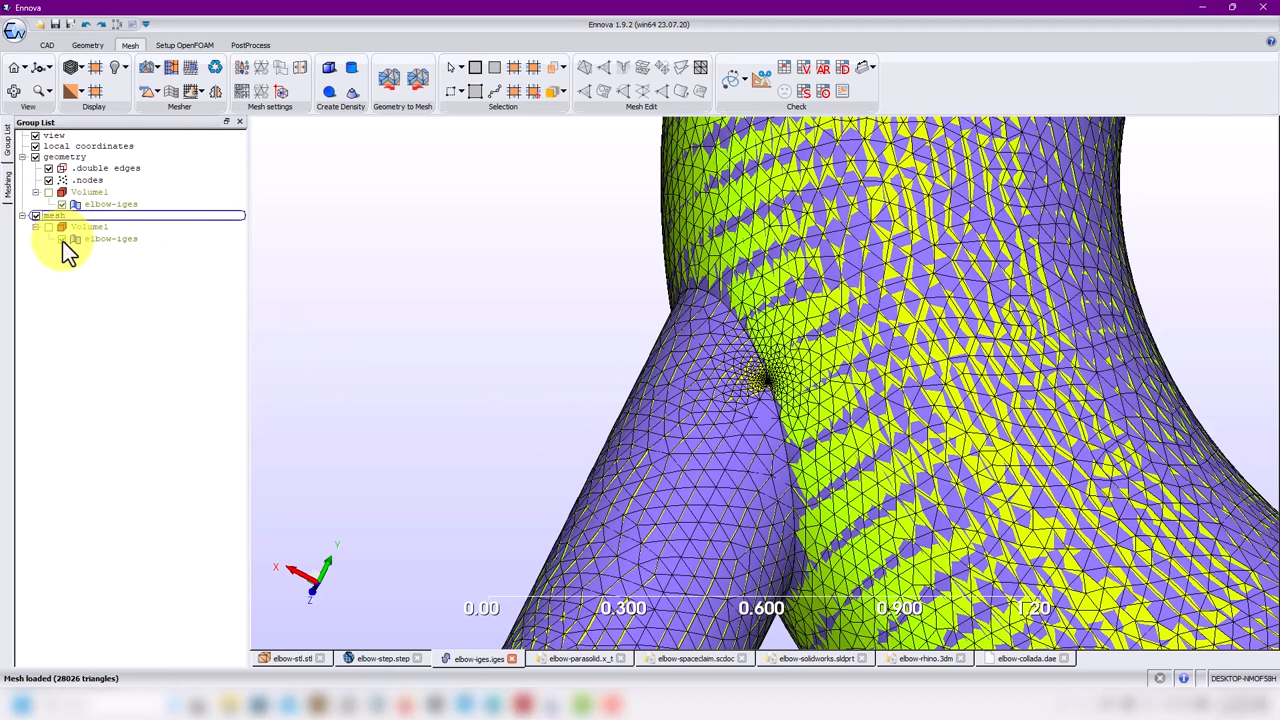 Ennova
Ennova 1.9.2 (win64 23.07.20)
CAD Geometry Mesh Setup OpenFOAM PostProcess
View Display Mesher Mesh settings Create Density Geometry to Mesh Selection Mesh Edit Check
Group List
Group List
Meshing
view
local coordinates
geometry
.double edges
.nodes
Volume1
elbow-iges
mesh
Volume1
elbow-iges
Y
X
Z
0.00 0.300 0.600 0.900 1.20
elbow-stl.stl elbow-step.step elbow-iges.iges elbow-parasolid.x_t elbow-spaceclaim.scdoc elbow-solidworks.sldprt elbow-rhino.3dm elbow-collada.dae
Mesh loaded (28026 triangles)
DESKTOP-NMOF58H